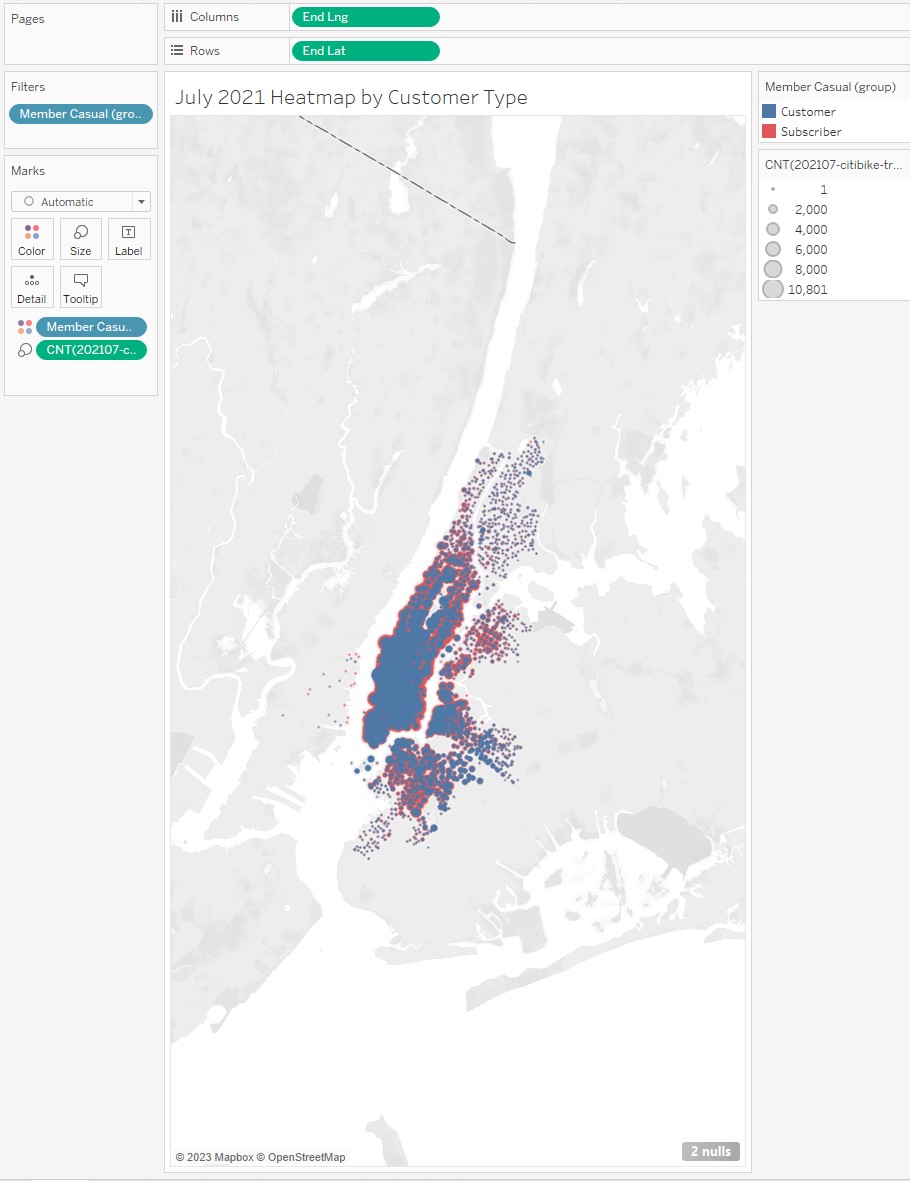 Pages
Columns
End Lng
Rows
End Lat
Filters
Member Casual (gro..
Marks
Automatic
Color
Size
Label
Detail
Tooltip
Member Casu..
CNT(202107-c..
July 2021 Heatmap by Customer Type
© 2023 Mapbox © OpenStreetMap
2 nulls
Member Casual (group)
Customer
Subscriber
CNT(202107-citibike-tr...
1
2,000
4,000
6,000
8,000
10,801